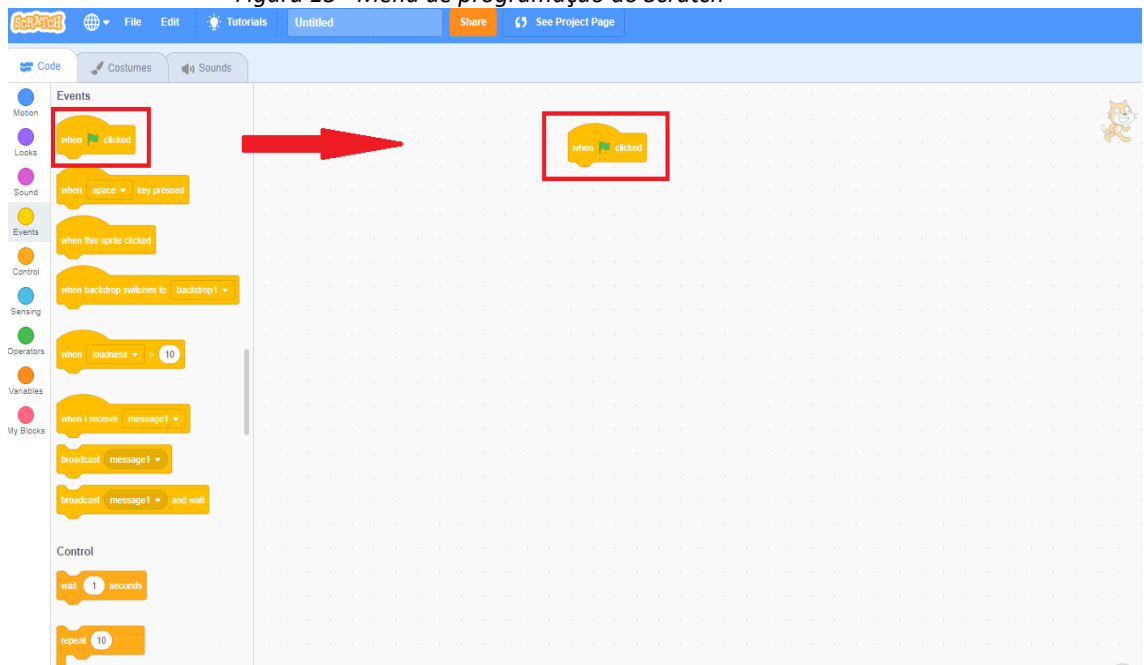 Figura 13 - Menu de programação do Scratch
SCRATCH File Edit Tutorials Untitled Share See Project Page
Code Costumes Sounds
Motion
Looks
Sound
Events
Control
Sensing
Operators
Variables
My Blocks
Events
when clicked
when space key pressed
when this sprite clicked
when backdrop switches to backdrop1
when loudness > 10
when I receive message1
broadcast message1
broadcast message1 and wait
Control
wait 1 seconds
repeat 10
when clicked